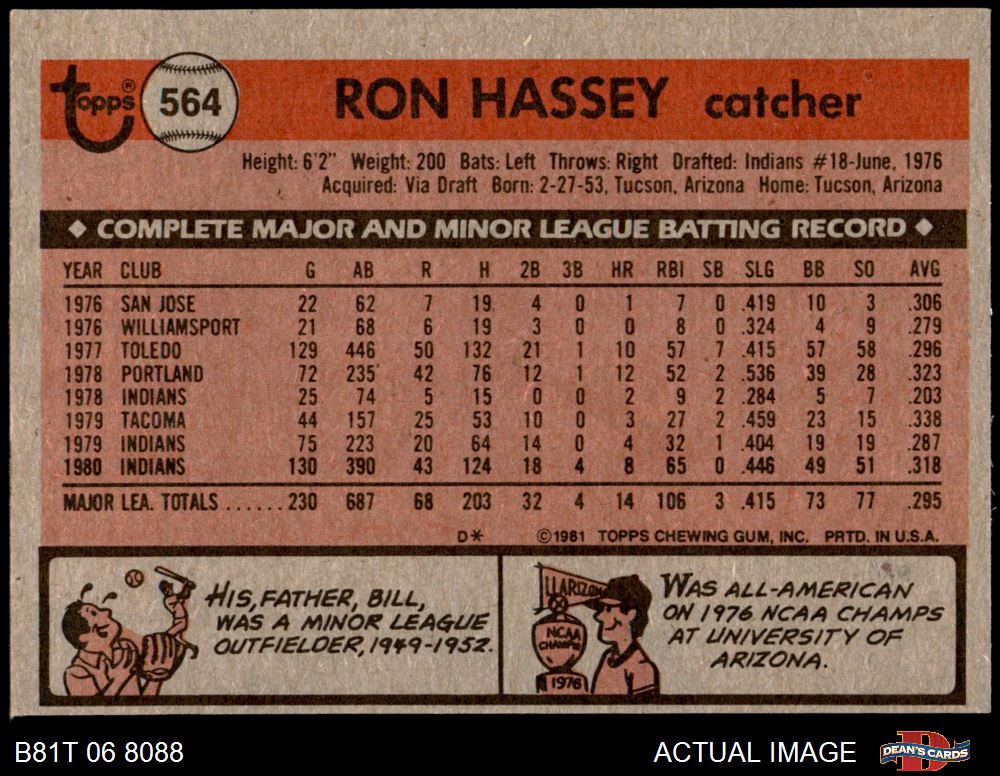 Topps® 564 RON HASSEY catcher
Height: 6'2" Weight: 200 Bats: Left Throws: Right Drafted: Indians #18-June, 1976
Acquired: Via Draft Born: 2-27-53, Tucson, Arizona Home: Tucson, Arizona
◆ COMPLETE MAJOR AND MINOR LEAGUE BATTING RECORD ◆
YEAR CLUB G AB R H 2B 3B HR RBI SB SLG BB SO AVG
1976 SAN JOSE 22 62 7 19 4 0 1 7 0 .419 10 3 .306
1976 WILLIAMSPORT 21 68 6 19 3 0 0 8 0 .324 4 9 .279
1977 TOLEDO 129 446 50 132 21 1 10 57 7 .415 57 58 .296
1978 PORTLAND 72 235 42 76 12 1 12 52 2 .536 39 28 .323
1978 INDIANS 25 74 5 15 0 0 2 9 2 .284 5 7 .203
1979 TACOMA 44 157 25 53 10 0 3 27 2 .459 23 15 .338
1979 INDIANS 75 223 20 64 14 0 4 32 1 .404 19 19 .287
1980 INDIANS 130 390 43 124 18 4 8 65 0 .446 49 51 .318
MAJOR LEA. TOTALS ...... 230 687 68 203 32 4 14 106 3 .415 73 77 .295
D* ©1981 TOPPS CHEWING GUM, INC. PRTD. IN U.S.A.
HIS, FATHER, BILL,
WAS A MINOR LEAGUE
OUTFIELDER, 1949-1952.
ARIZON
NCAA
CHAMPS
1976
WAS ALL-AMERICAN
ON 1976 NCAA CHAMPS
AT UNIVERSITY OF
ARIZONA.
B81T 06 8088 ACTUAL IMAGE DEAN'S CARDS